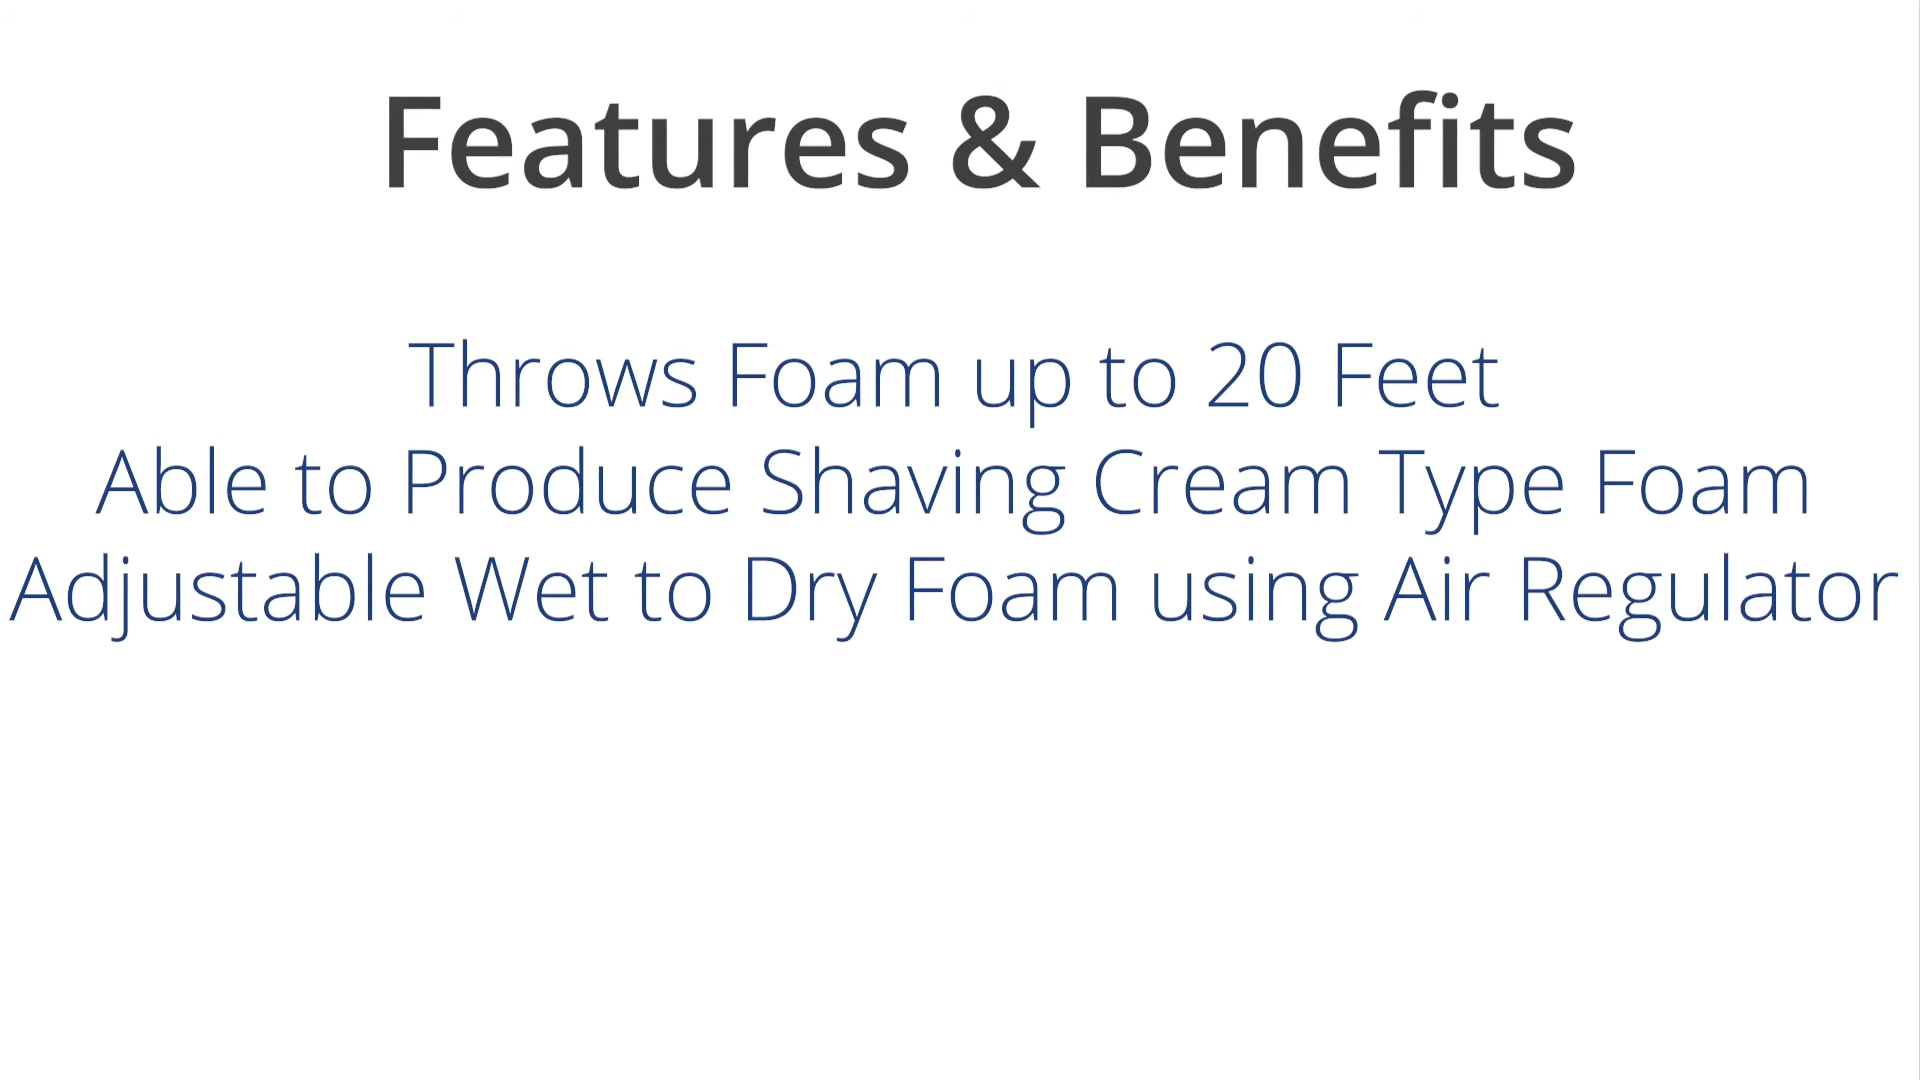 Features & Benefits
Throws Foam up to 20 Feet
Able to Produce Shaving Cream Type Foam
Adjustable Wet to Dry Foam using Air Regulator